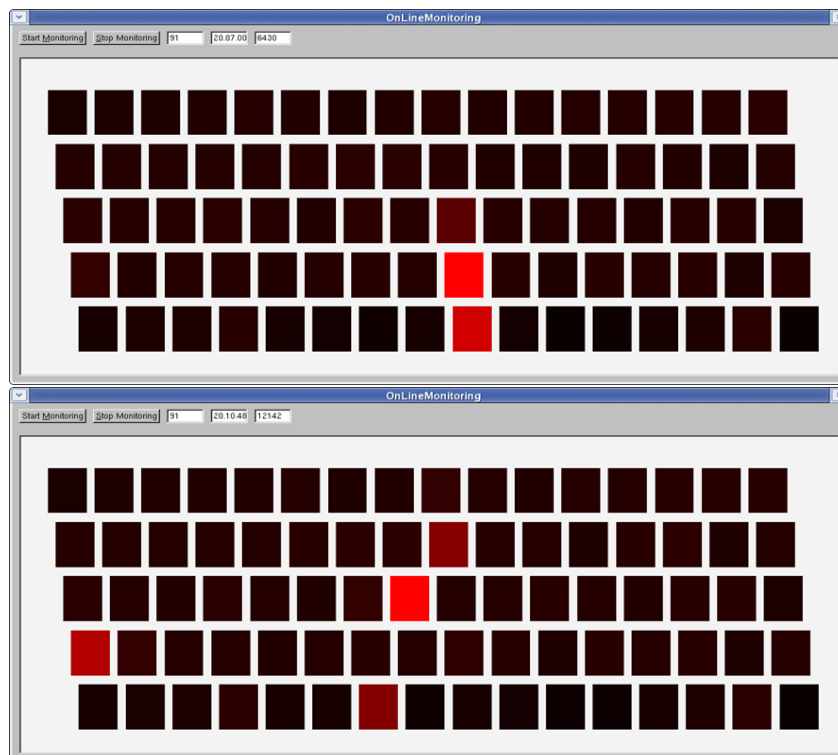 OnLineMonitoring
Start Monitoring Stop Monitoring 91 20.07.00 6430
OnLineMonitoring
Start Monitoring Stop Monitoring 91 20.10.48 12142